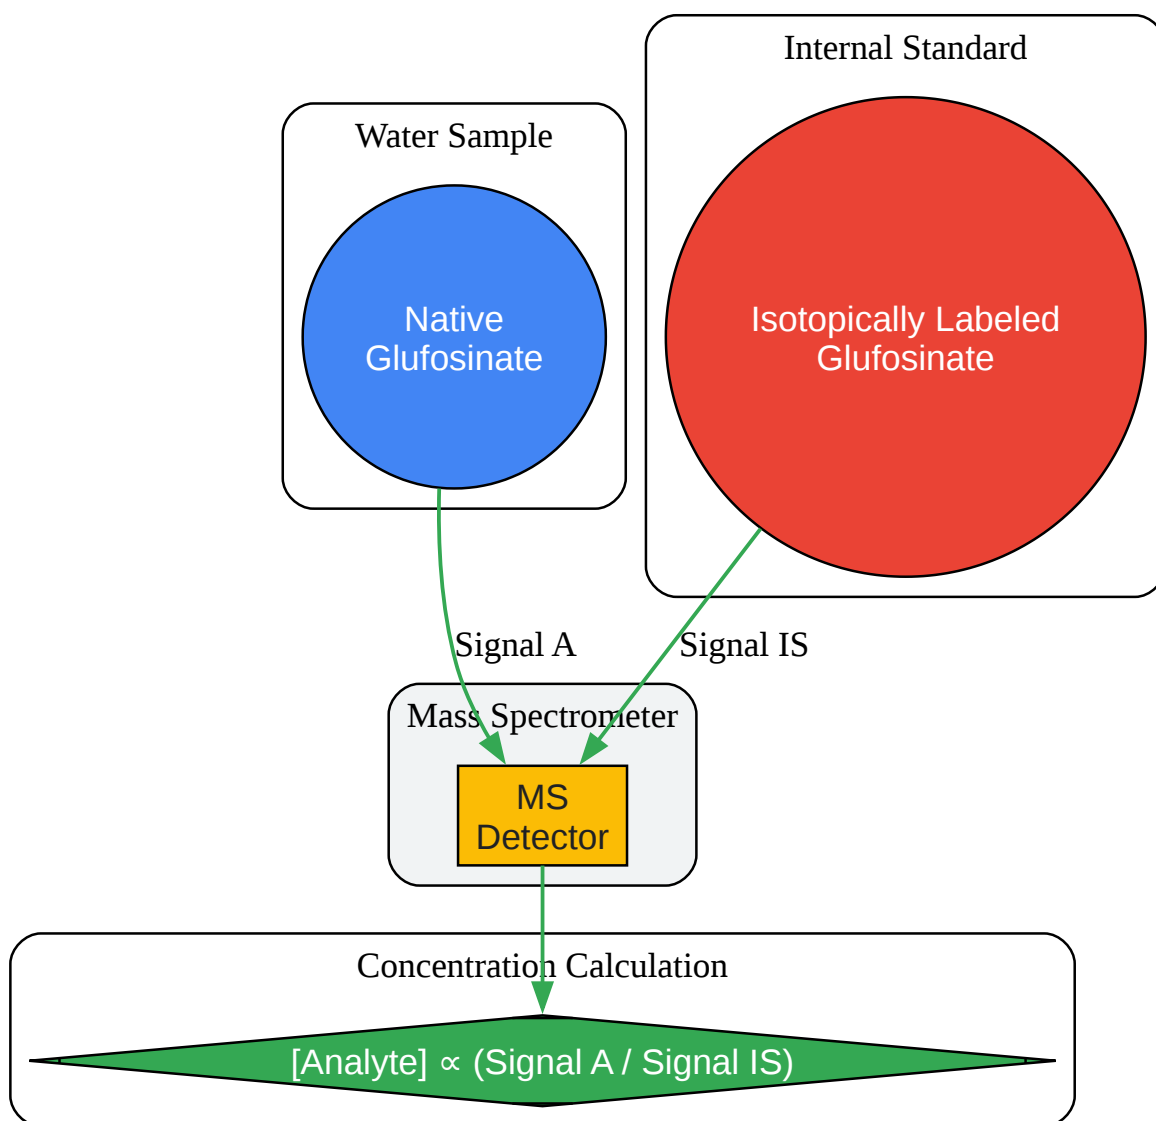 Internal Standard
Water Sample
Native
Glufosinate
Isotopically Labeled
Glufosinate
Signal A
Signal IS
Mass Spectrometer
MS
Detector
Concentration Calculation
[Analyte] ∝ (Signal A / Signal IS)